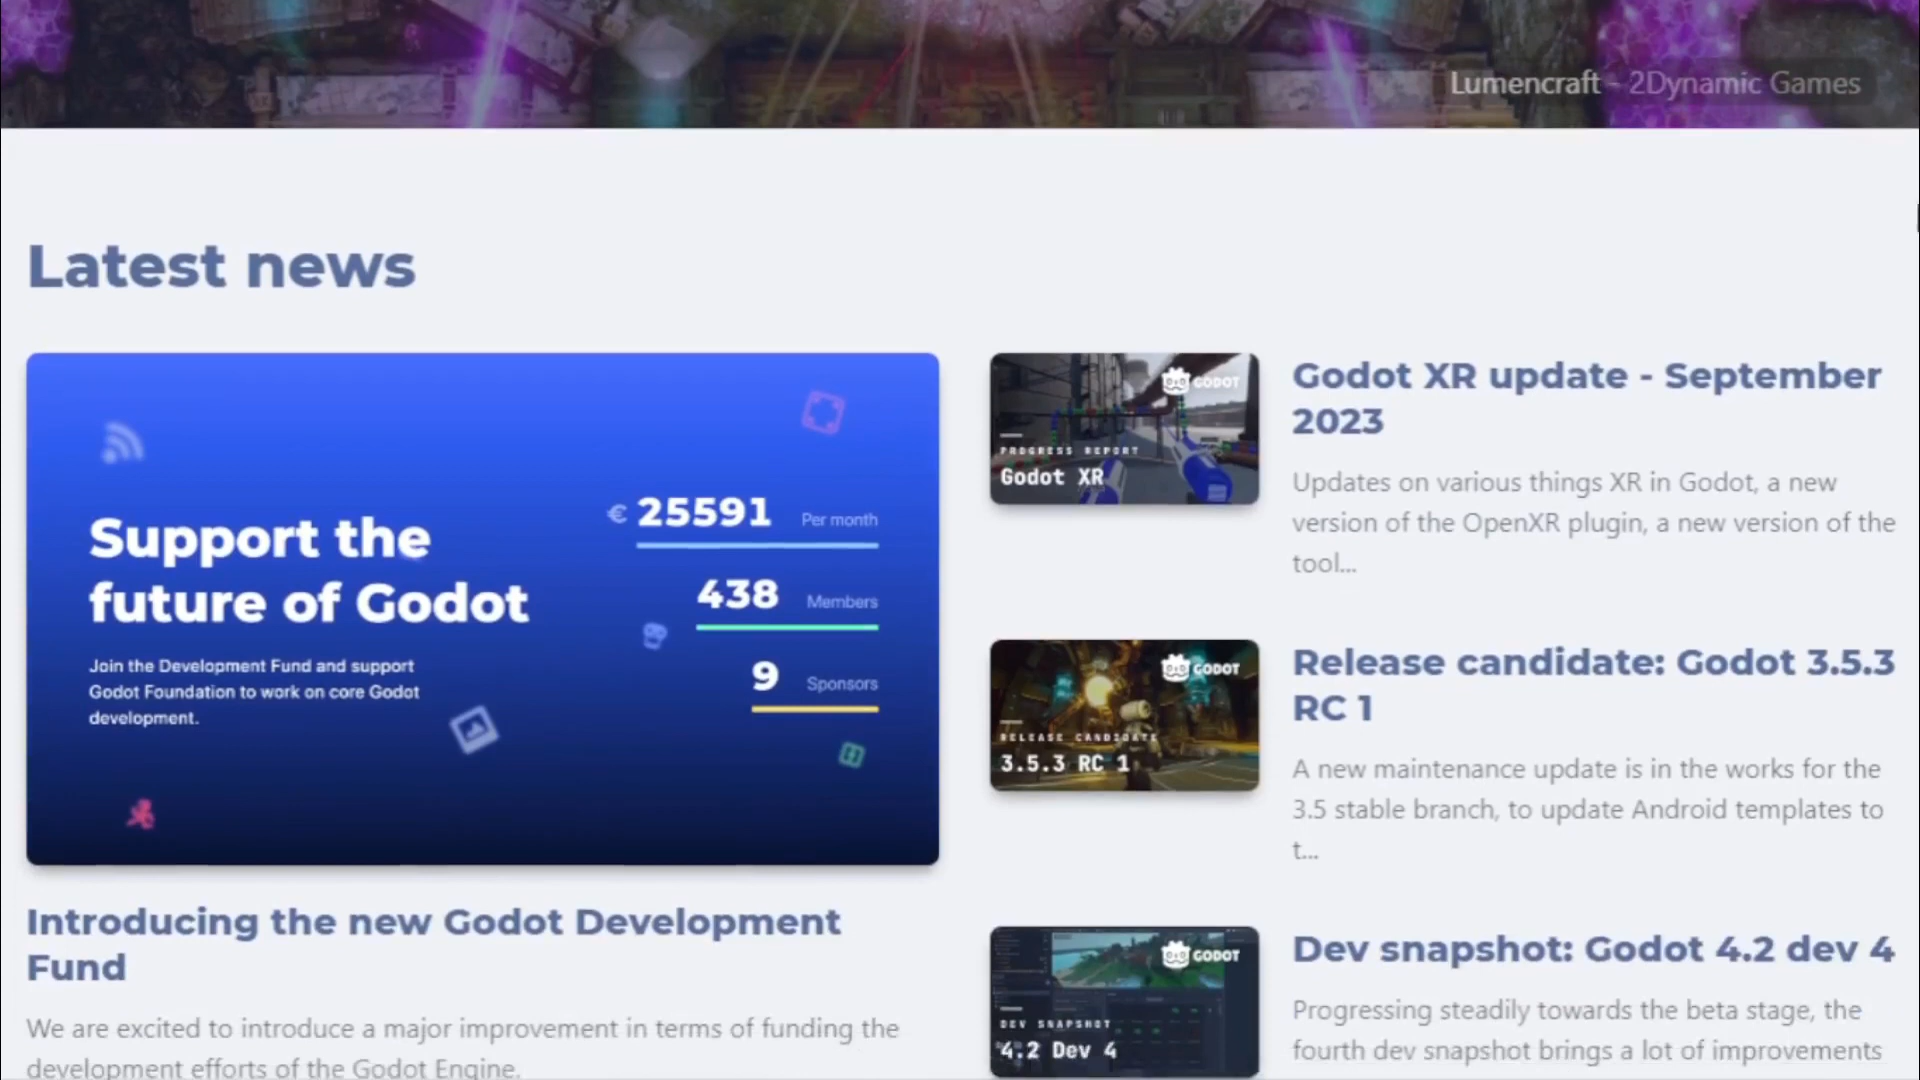 Lumencraft - 2Dynamic Games
Latest news
Support the
future of Godot
Join the Development Fund and support
Godot Foundation to work on core Godot
development.
€ 25591 Per month
438 Members
9 Sponsors
Introducing the new Godot Development
Fund
We are excited to introduce a major improvement in terms of funding the
development efforts of the Godot Engine.
GODOT
PROGRESS REPORT
Godot XR
Godot XR update - September
2023
Updates on various things XR in Godot, a new
version of the OpenXR plugin, a new version of the
tool...
GODOT
RELEASE CANDIDATE
3.5.3 RC 1
Release candidate: Godot 3.5.3
RC 1
A new maintenance update is in the works for the
3.5 stable branch, to update Android templates to
t...
GODOT
DEV SNAPSHOT
4.2 Dev 4
Dev snapshot: Godot 4.2 dev 4
Progressing steadily towards the beta stage, the
fourth dev snapshot brings a lot of improvements